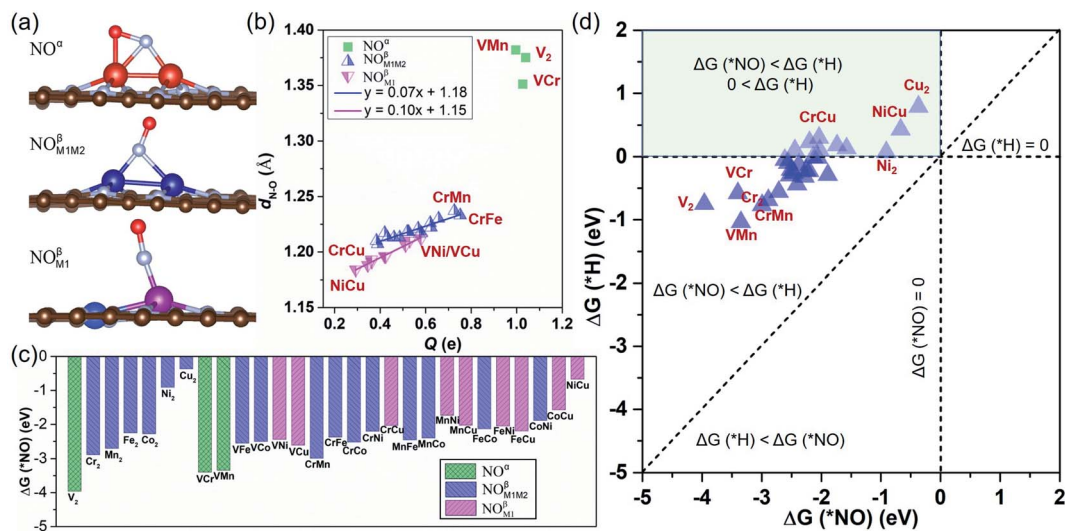 (a)
NOα
NOβM1M2
NOβM1
(b)
dN-O (Å)
1.40
1.35
1.30
1.25
1.20
1.15
NOα
NOβM1M2
NOβM1
y = 0.07x + 1.18
y = 0.10x + 1.15
VMn
V2
VCr
CrMn
CrFe
CrCu
VNi/VCu
NiCu
0.2 0.4 0.6 0.8 1.0 1.2
Q (e)
(c)
ΔG (*NO) (eV)
0
-1
-2
-3
-4
-5
V2 Cr2 Mn2 Fe2 Co2 Ni2 Cu2 VCr VMn VFe VCo VNi VCu CrMn CrFe CrCo CrNi CrCu MnFe MnCo MnNi MnCu FeCo FeNi FeCu CoNi CoCu NiCu
NOα
NOβM1M2
NOβM1
(d)
ΔG (*H) (eV)
2
1
0
-1
-2
-3
-4
-5
ΔG (*NO) < ΔG (*H)
0 < ΔG (*H)
Cu2
NiCu
CrCu
Ni2
ΔG (*H) = 0
VCr
V2
Cr2
CrMn
VMn
ΔG (*NO) < ΔG (*H)
ΔG (*NO) = 0
ΔG (*H) < ΔG (*NO)
-5 -4 -3 -2 -1 0 1 2
ΔG (*NO) (eV)